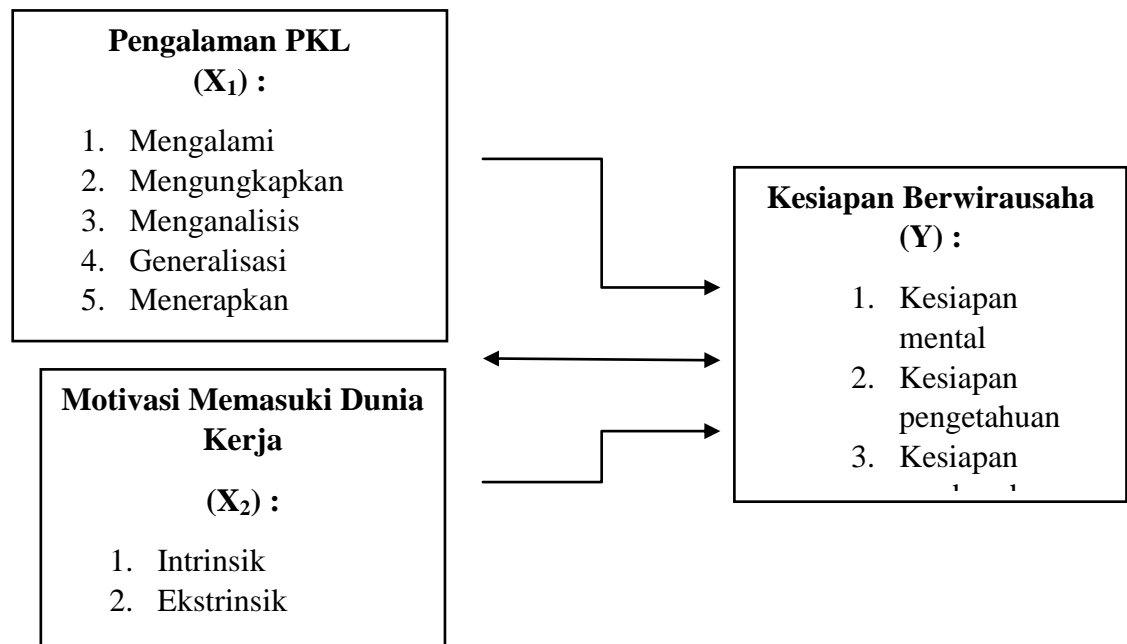 Pengalaman PKL
(X₁) :
1. Mengalami
2. Mengungkapkan
3. Menganalisis
4. Generalisasi
5. Menerapkan
Motivasi Memasuki Dunia
Kerja
(X₂) :
1. Intrinsik
2. Ekstrinsik
Kesiapan Berwirausaha
(Y) :
1. Kesiapan
mental
2. Kesiapan
pengetahuan
3. Kesiapan